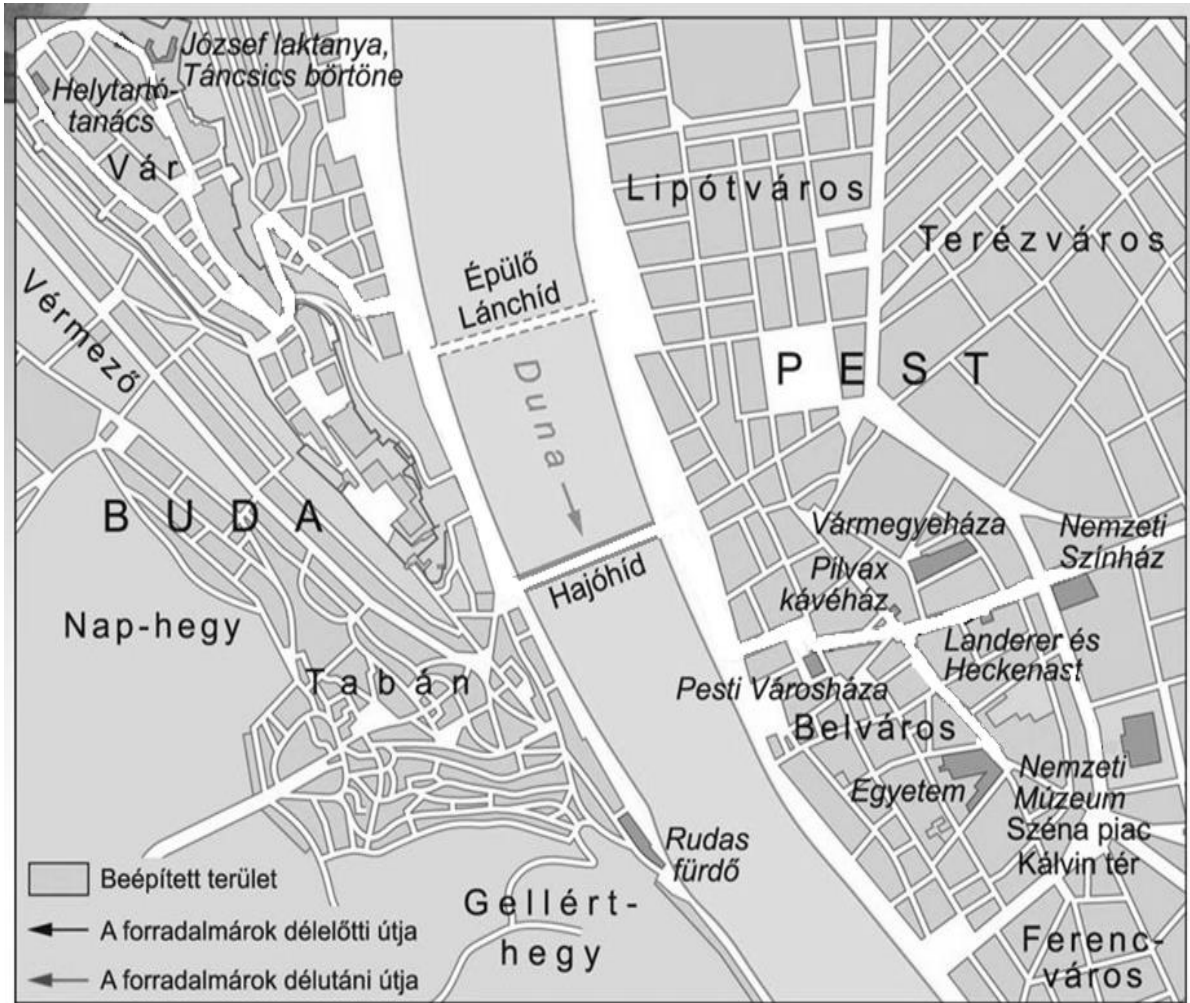 József laktanya,
Táncsics börtöne
Helytartó-
tanács
Vár
Lipótváros
Terézváros
Vérmező
Épülő
Lánchíd
Duna
PEST
BUDA
Hajóhíd
Vármegyeháza
Nemzeti
Színház
Pilvax
kávéház
Nap-hegy
Landerer és
Heckenast
Tabán
Pesti Városháza
Belváros
Egyetem
Nemzeti
Múzeum
Széna piac
Kálvin tér
Rudas
fürdő
Gellért-
hegy
Ferenc-
város
Beépített terület
A forradalmárok délelőtti útja
A forradalmárok délutáni útja